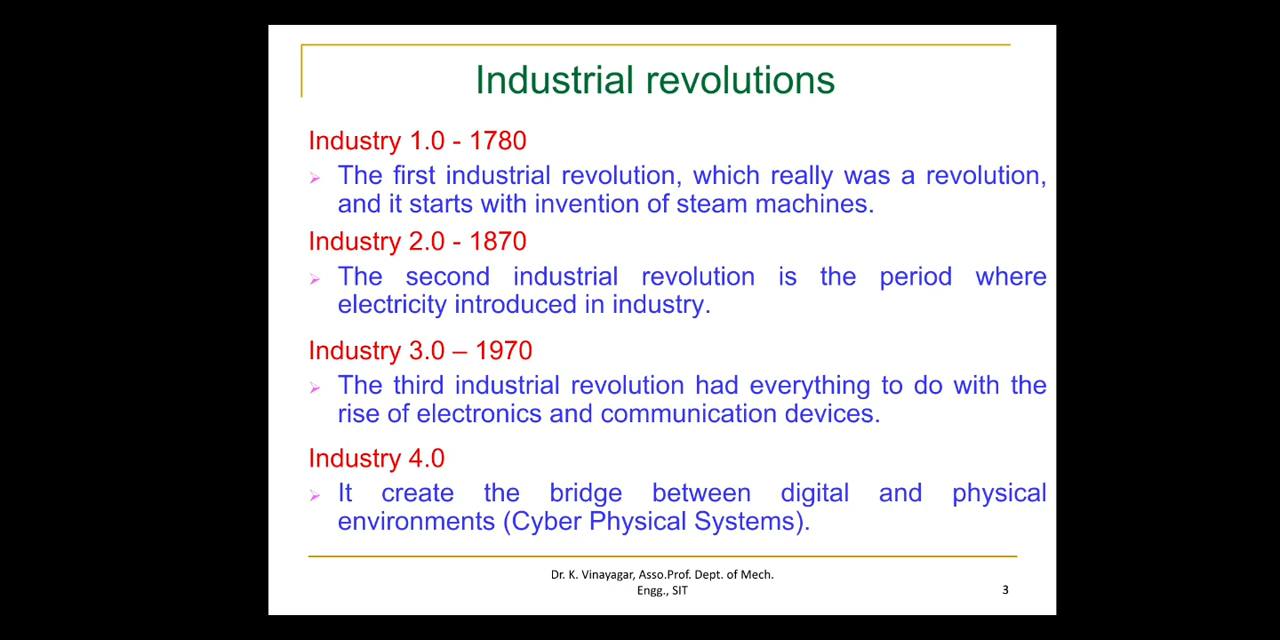 Industrial revolutions
Industry 1.0 - 1780
The first industrial revolution, which really was a revolution,
and it starts with invention of steam machines.
Industry 2.0 - 1870
The second industrial revolution is the period where
electricity introduced in industry.
Industry 3.0 – 1970
The third industrial revolution had everything to do with the
rise of electronics and communication devices.
Industry 4.0
It create the bridge between digital and physical
environments (Cyber Physical Systems).
Dr. K. Vinayagar, Asso.Prof. Dept. of Mech.
Engg., SIT
3